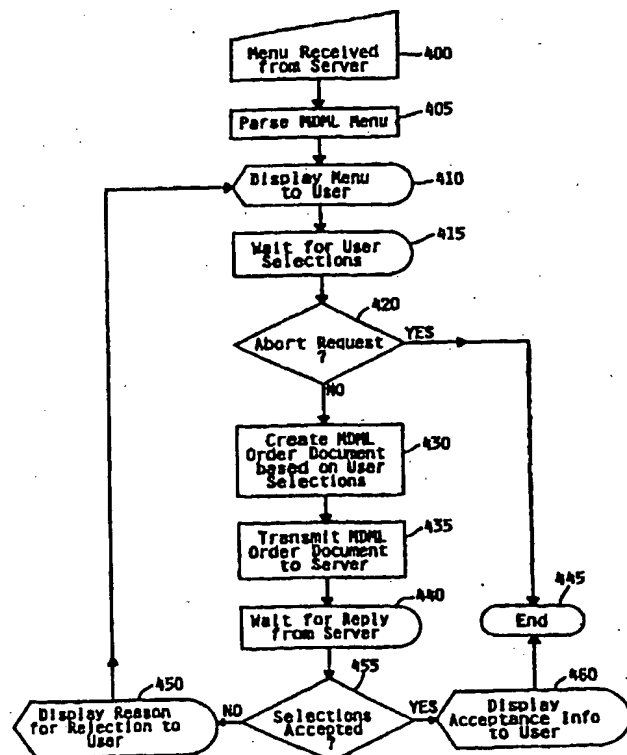 Menu Received
from Server
400
Parse MDML Menu
405
Display Menu
to User
410
Wait for User
Selections
415
Abort Request
?
420
YES
NO
Create MDML
Order Document
based on User
Selections
430
Transmit MDML
Order Document
to Server
435
Wait for Reply
from Server
440
End
445
Display Reason
for Rejection to
User
450
NO
Selections
Accepted
?
455
YES
Display
Acceptance Info
to User
460